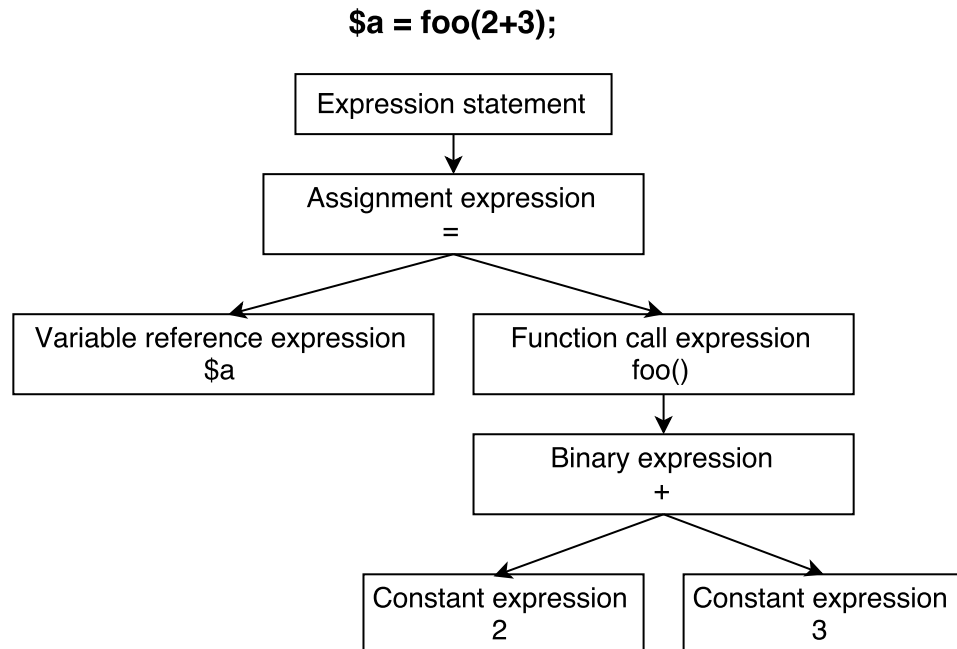 $a = foo(2+3);
Expression statement
Assignment expression
=
Variable reference expression
$a
Function call expression
foo()
Binary expression
+
Constant expression
2
Constant expression
3